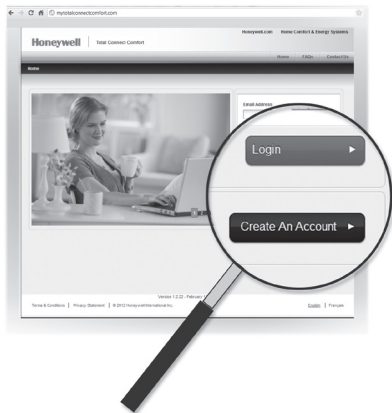 mytotalconnectcomfort.com
Honeywell.com Home Comfort & Energy Systems
Honeywell Total Connect Comfort
Home FAQs Contact Us
Home
Email Address
Login
Create An Account
Version 1.2.22 - February
Terms & Conditions | Privacy Statement | © 2012 Honeywell International Inc.
English | Français